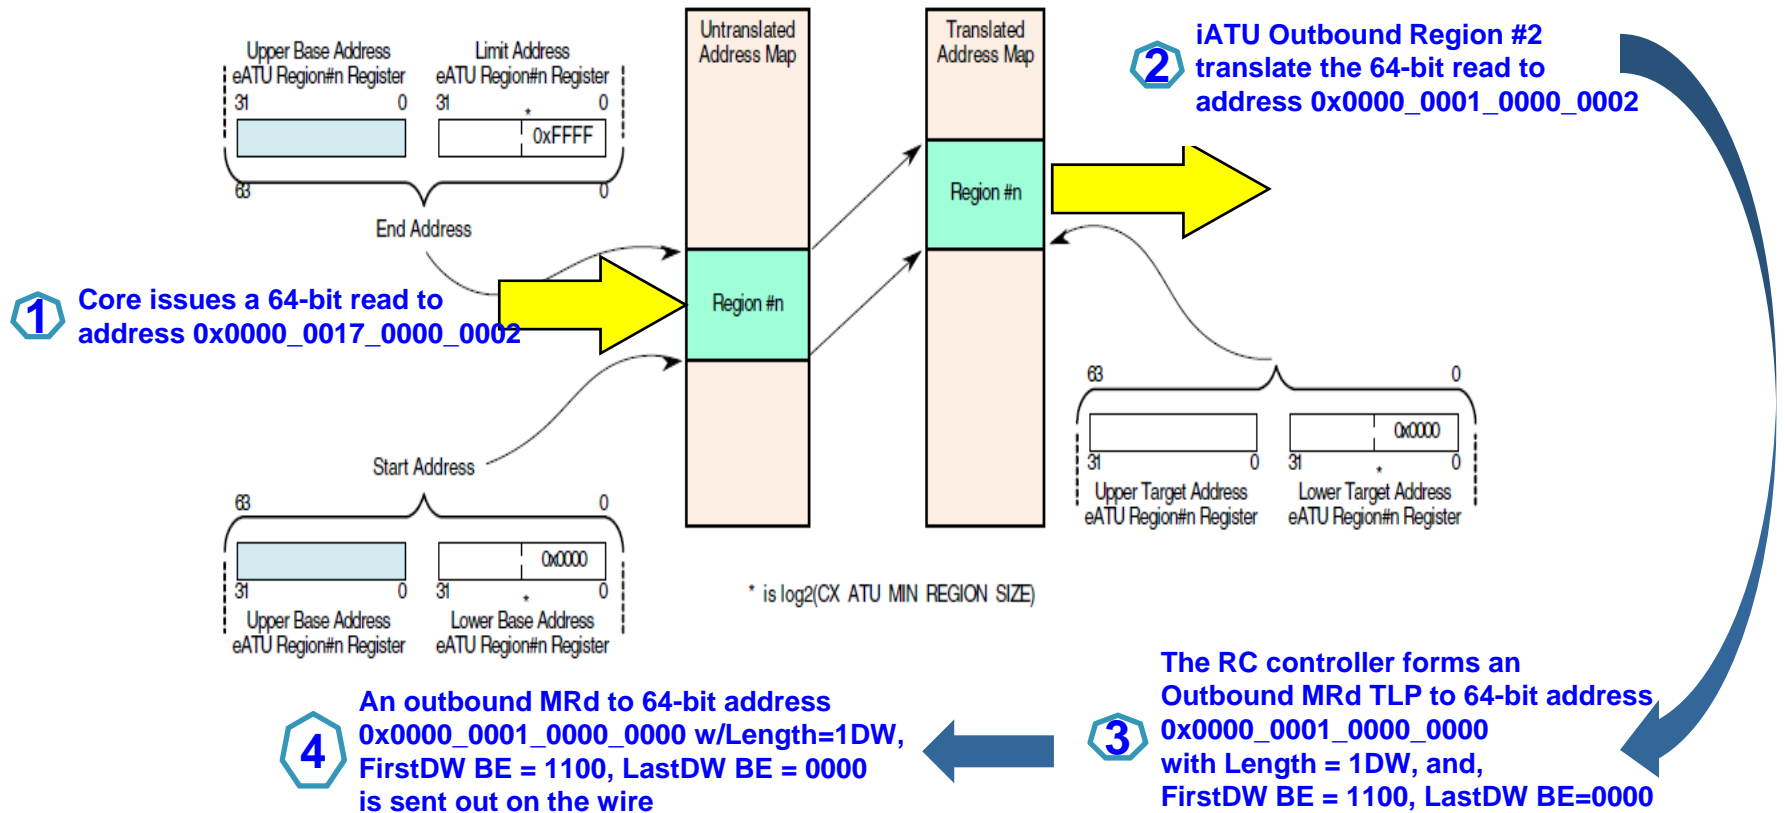 Upper Base Address
eATU Region#n Register
31 0
Limit Address
eATU Region#n Register
31 * 0
0xFFFF
63 0
End Address
Untranslated
Address Map
Region #n
Translated
Address Map
Region #n
2
iATU Outbound Region #2
translate the 64-bit read to
address 0x0000_0001_0000_0002
1
Core issues a 64-bit read to
address 0x0000_0017_0000_0002
Start Address
63 0
0x0000
31 0
31 * 0
Upper Base Address
eATU Region#n Register
Lower Base Address
eATU Region#n Register
63 0
0x0000
31 0
31 * 0
Upper Target Address
eATU Region#n Register
Lower Target Address
eATU Region#n Register
* is log2(CX ATU MIN REGION SIZE)
3
The RC controller forms an
Outbound MRd TLP to 64-bit address
0x0000_0001_0000_0000
with Length = 1DW, and,
FirstDW BE = 1100, LastDW BE=0000
4
An outbound MRd to 64-bit address
0x0000_0001_0000_0000 w/Length=1DW,
FirstDW BE = 1100, LastDW BE = 0000
is sent out on the wire